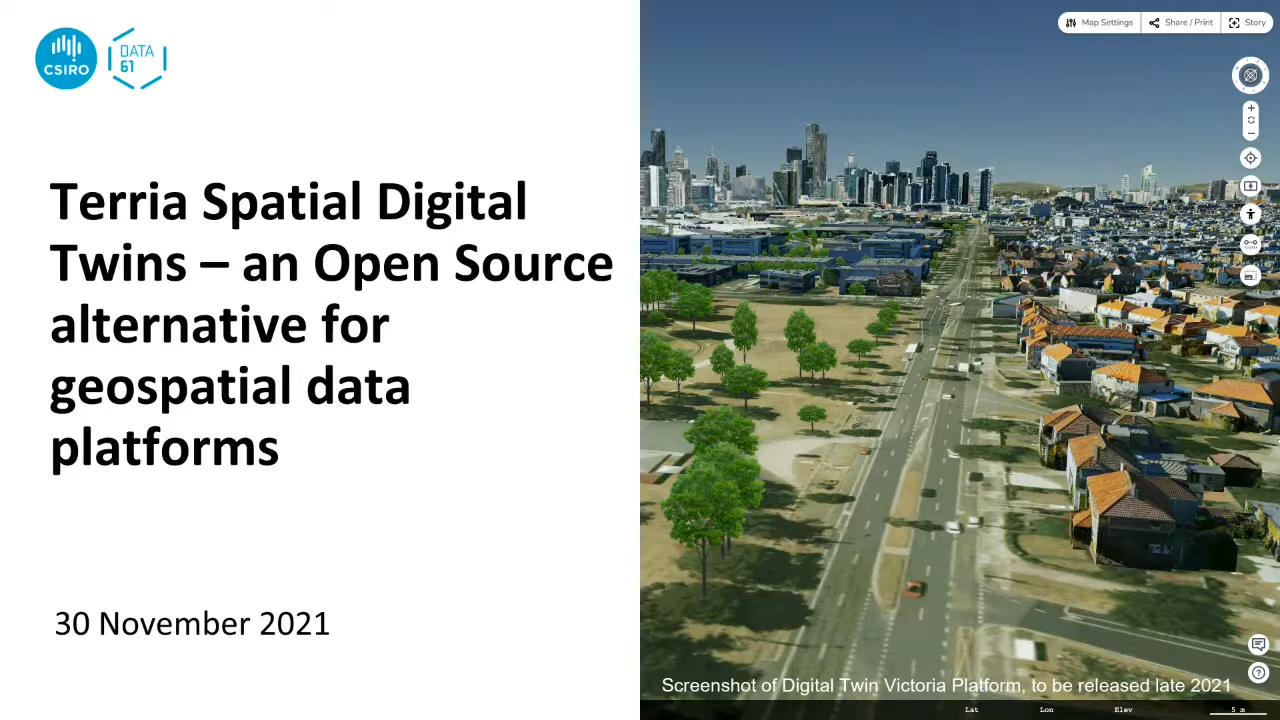 CSIRO
DATA
61
Terria Spatial Digital
Twins – an Open Source
alternative for
geospatial data
platforms
30 November 2021
Map Settings
Share / Print
Story
Screenshot of Digital Twin Victoria Platform, to be released late 2021
Lat Lon Elev 5 m